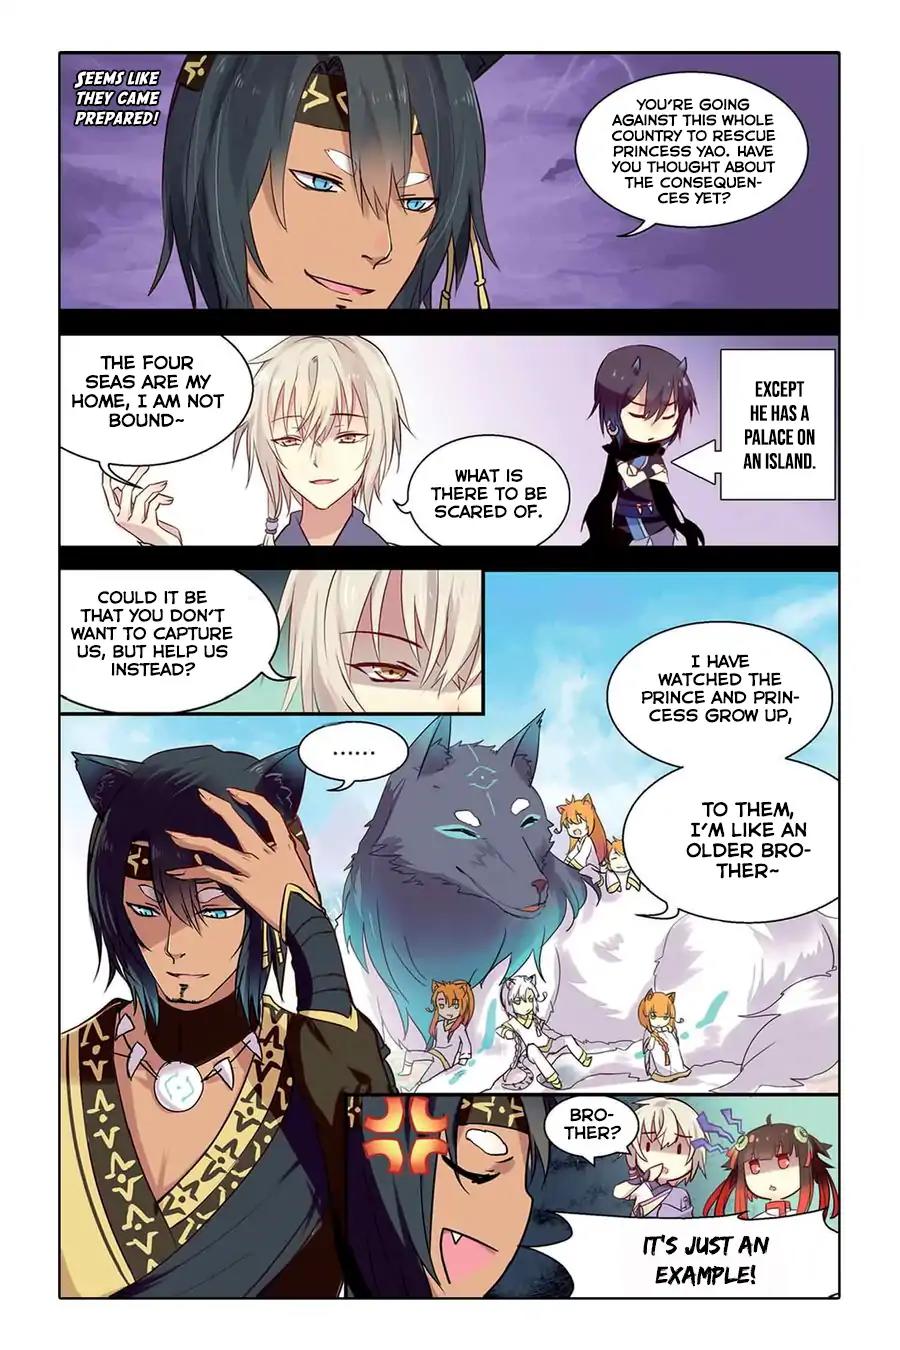 SEEMS LIKE
THEY CAME
PREPARED!
YOU'RE GOING
AGAINST THIS WHOLE
COUNTRY TO RESCUE
PRINCESS YAO. HAVE
YOU THOUGHT ABOUT
THE CONSEQUEN-
CES YET?
THE FOUR
SEAS ARE MY
HOME, I AM NOT
BOUND~
WHAT IS
THERE TO BE
SCARED OF.
EXCEPT
HE HAS A
PALACE ON
AN ISLAND.
COULD IT BE
THAT YOU DON'T
WANT TO CAPTURE
US, BUT HELP US
INSTEAD?
......
I HAVE
WATCHED THE
PRINCE AND PRIN-
CESS GROW UP,
TO THEM,
I'M LIKE AN
OLDER BRO-
THER~
BRO-
THER?
IT'S JUST AN
EXAMPLE!